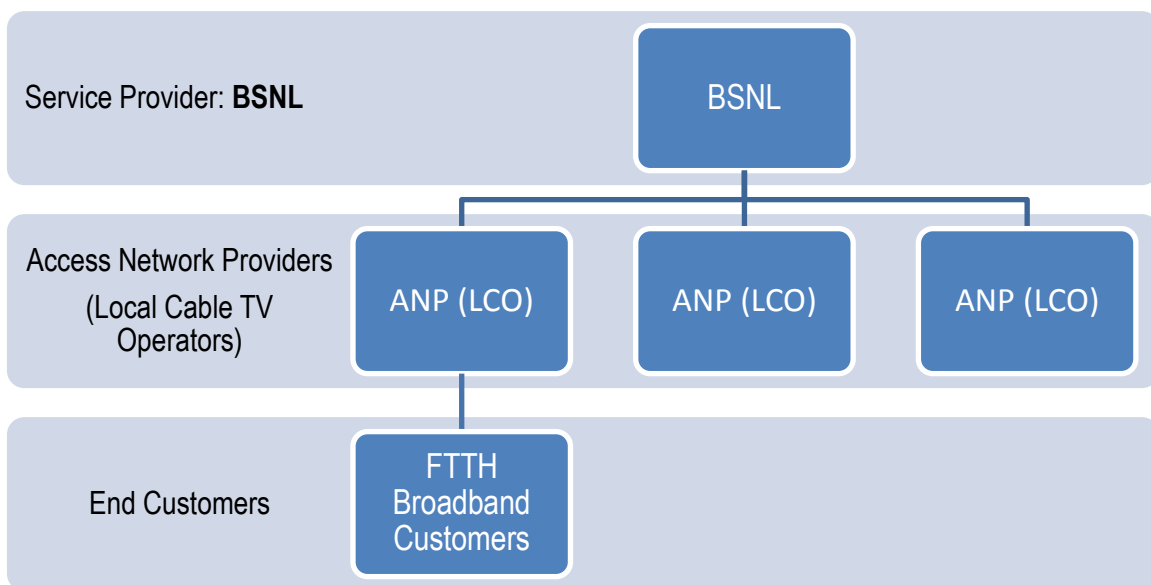 Service Provider: BSNL
BSNL
Access Network Providers
(Local Cable TV
Operators)
ANP (LCO)
ANP (LCO)
ANP (LCO)
End Customers
FTTH
Broadband
Customers